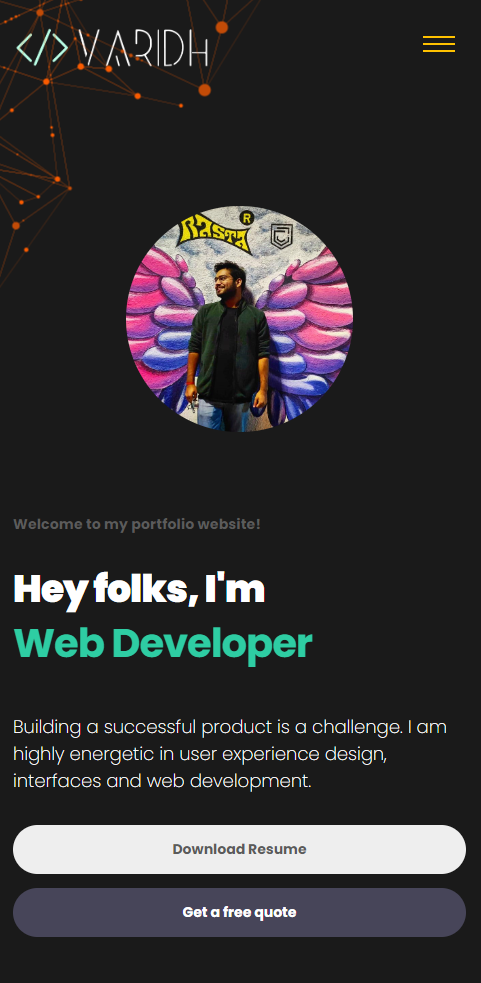 </> VARIDH
RASTA
R
Welcome to my portfolio website!
Hey folks, I'm
Web Developer
Building a successful product is a challenge. I am
highly energetic in user experience design,
interfaces and web development.
Download Resume
Get a free quote